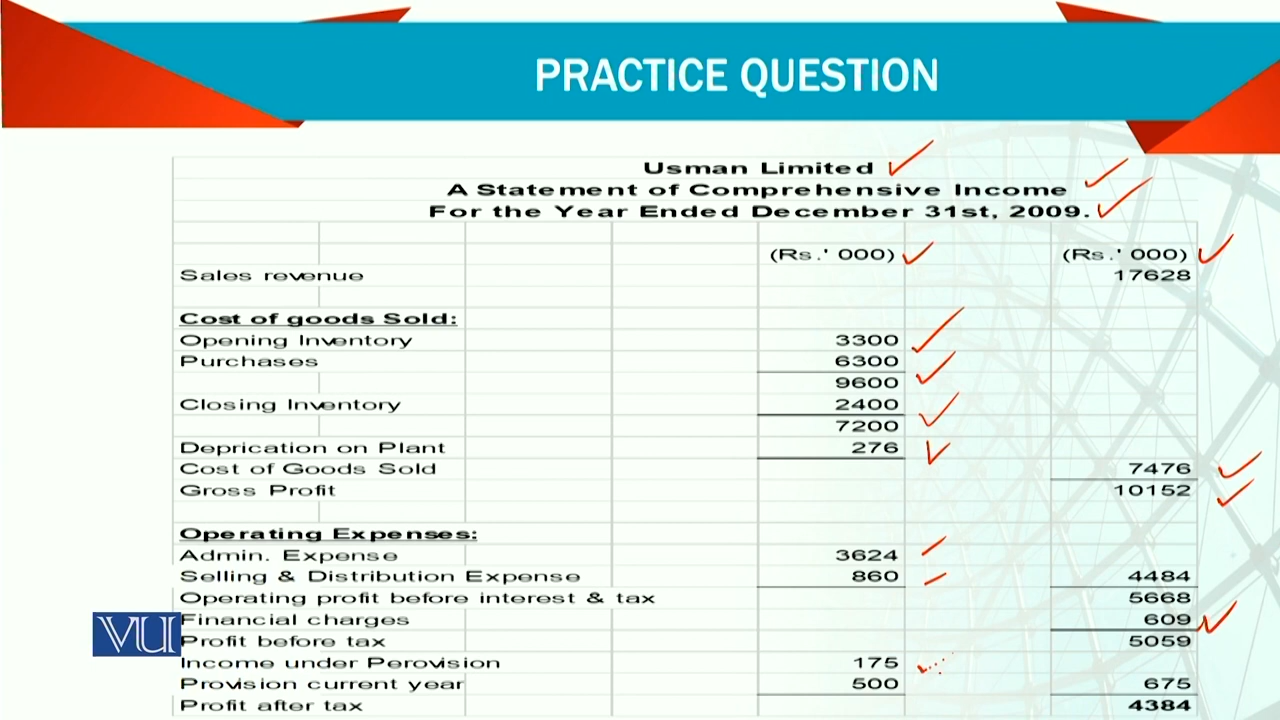 PRACTICE QUESTION
Usman Limited
A Statement of Comprehensive Income
For the Year Ended December 31st, 2009.
(Rs.' 000) (Rs.' 000)
Sales revenue 17628
Cost of goods Sold:
Opening Inventory 3300
Purchases 6300
9600
Closing Inventory 2400
7200
Deprication on Plant 276
Cost of Goods Sold 7476
Gross Profit 10152
Operating Expenses:
Admin. Expense 3624
Selling & Distribution Expense 860 4484
Operating profit before interest & tax 5668
Financial charges 609
VU
Profit before tax 5059
Income under Perovision 175
Provision current year 500 675
Profit after tax 4384